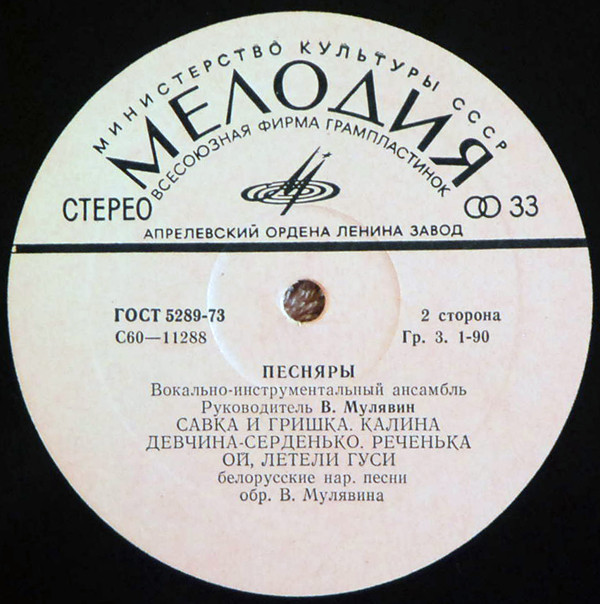 МИНИСТЕРСТВО КУЛЬТУРЫ СССР
МЕЛОДИЯ
ВСЕСОЮЗНАЯ ФИРМА ГРАМПЛАСТИНОК
СТЕРЕО 33
АПРЕЛЕВСКИЙ ОРДЕНА ЛЕНИНА ЗАВОД
ГОСТ 5289-73 2 сторона
С60—11288 Гр. 3. 1-90
ПЕСНЯРЫ
Вокально-инструментальный ансамбль
Руководитель В. Мулявин
САВКА И ГРИШКА. КАЛИНА
ДЕВЧИНА-СЕРДЕНЬКО. РЕЧЕНЬКА
ОЙ, ЛЕТЕЛИ ГУСИ
белорусские нар. песни
обр. В. Мулявина